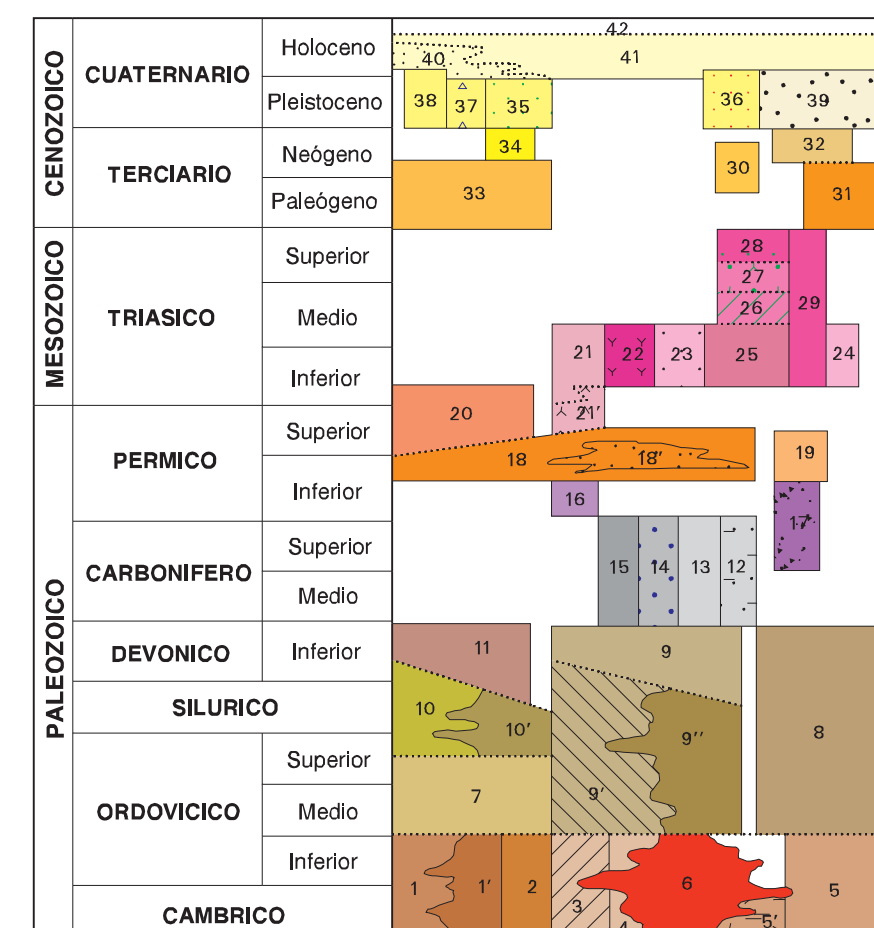 42
Holoceno
40
41
CUATERNARIO
CENOZOICO
Pleistoceno
38
37
35
36
39
34
32
Neógeno
30
TERCIARIO
Paleógeno
33
31
Superior
28
27
26
29
MESOZOICO
TRIASICO
Medio
21
22
23
25
24
Inferior
21'
20
Superior
PERMICO
18
18''
19
Inferior
16
17
Superior
CARBONIFERO
15
14
13
12
Medio
PALEOZOICO
DEVONICO
Inferior
11
9
SILURICO
10
10'
9''
8
Superior
ORDOVICICO
Medio
7
9'
Inferior
1
1'
2
3
4
6
5
5'
CAMBRICO